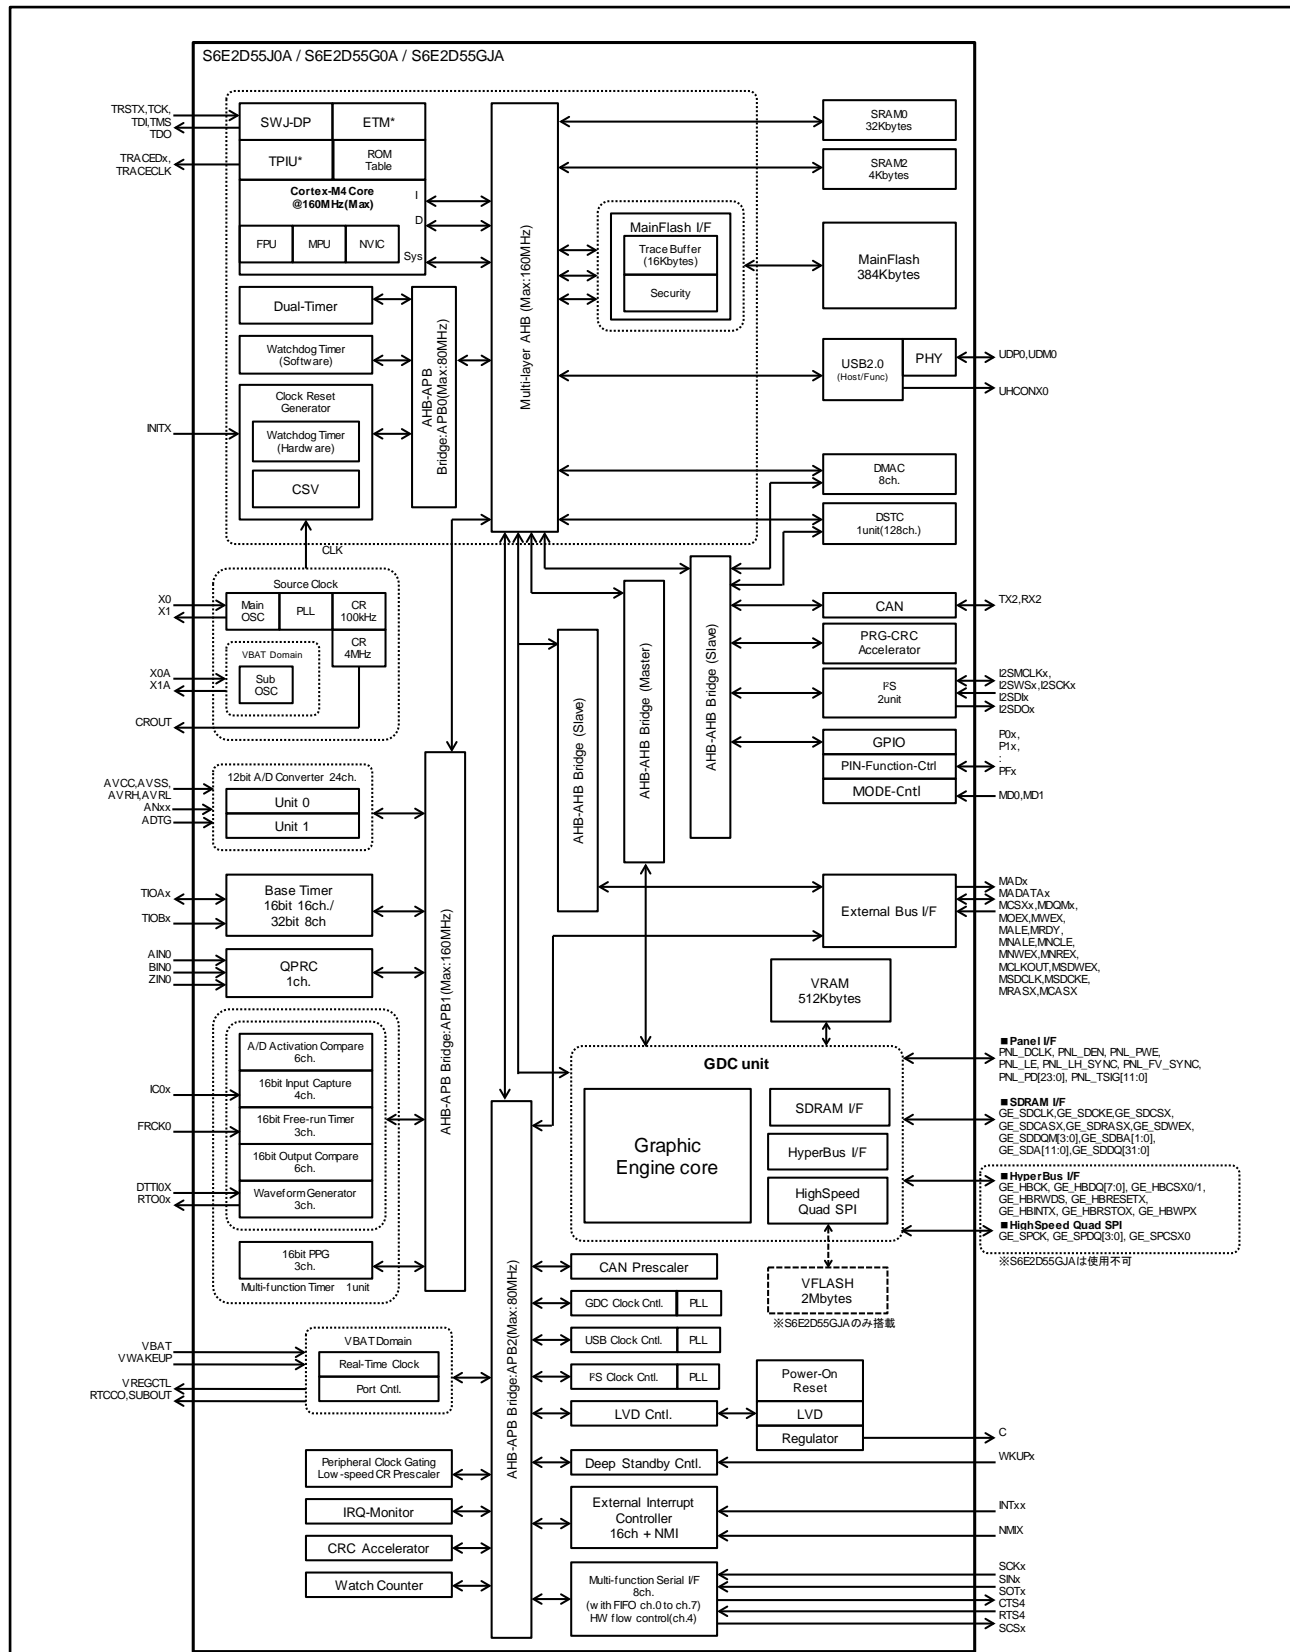 S6E2D55J0A / S6E2D55G0A / S6E2D55GJA
TRSTX,TCK,
TDI,TMS
TDO
TRACEDx,
TRACECLK
SWJ-DP
ETM*
TPIU*
ROM
Table
Cortex-M4 Core
@160MHz(Max)
I
D
Sys
FPU
MPU
NVIC
Dual-Timer
Watchdog Timer
(Software)
Clock Reset
Generator
INITX
Watchdog Timer
(Hardware)
CSV
AHB-APB
Bridge:APB0(Max:80MHz)
Multi-layer AHB (Max:160MHz)
MainFlash I/F
Trace Buffer
(16Kbytes)
Security
SRAM0
32Kbytes
SRAM2
4Kbytes
MainFlash
384Kbytes
USB2.0
(Host/Func)
PHY
UDP0,UDM0
UHCONX0
DMAC
8ch.
DSTC
1unit(128ch.)
CLK
Source Clock
X0
X1
Main
OSC
PLL
CR
100kHz
CR
4MHz
VBAT Domain
X0A
X1A
Sub
OSC
CROUT
AHB-AHB Bridge (Slave)
AHB-AHB Bridge (Master)
AHB-AHB Bridge (Slave)
CAN
TX2,RX2
PRG-CRC
Accelerator
I²S
2unit
I2SMCLKx,
I2SWSx,I2SCKx
I2SDIx
I2SDOx
GPIO
PIN-Function-Ctrl
MODE-Cntl
P0x,
P1x,
:
PFx
MD0,MD1
12bit A/D Converter 24ch.
AVCC,AVSS,
AVRH,AVRL
ANxx
ADTG
Unit 0
Unit 1
AHB-APB Bridge:APB1(Max:160MHz)
TIOAx
TIOBx
Base Timer
16bit 16ch./
32bit 8ch
AIN0
BIN0
ZIN0
QPRC
1ch.
External Bus I/F
MADx
MADATAx
MCSXx,MDQMx,
MOEX,MWEX,
MALE,MRDY,
MNALE,MNCLE,
MNWEX,MNREX,
MCLKOUT,MSDWEX,
MSDCLK,MSDCKE,
MRASX,MCASX
VRAM
512Kbytes
A/D Activation Compare
6ch.
IC0x
16bit Input Capture
4ch.
FRCK0
16bit Free-run Timer
3ch.
16bit Output Compare
6ch.
DTTI0X
RTO0x
Waveform Generator
3ch.
16bit PPG
3ch.
Multi-function Timer 1unit
GDC unit
Graphic
Engine core
SDRAM I/F
HyperBus I/F
HighSpeed
Quad SPI
■Panel I/F
PNL_DCLK, PNL_DEN, PNL_PWE,
PNL_LE, PNL_LH_SYNC, PNL_FV_SYNC,
PNL_PD[23:0], PNL_TSIG[11:0]
■SDRAM I/F
GE_SDCLK,GE_SDCKE,GE_SDCSX,
GE_SDCASX,GE_SDRASX,GE_SDWEX,
GE_SDDQM[3:0],GE_SDBA[1:0],
GE_SDA[11:0],GE_SDDQ[31:0]
■HyperBus I/F
GE_HBCK, GE_HBDQ[7:0], GE_HBCSX0/1,
GE_HBRWDS, GE_HBRESETX,
GE_HBINTX, GE_HBRSTOX, GE_HBWPX
■HighSpeed Quad SPI
GE_SPCK, GE_SPDQ[3:0], GE_SPCSX0
※S6E2D55GJAは使用不可
VFLASH
2Mbytes
※S6E2D55GJAのみ搭載
AHB-APB Bridge:APB2(Max:80MHz)
CAN Prescaler
GDC Clock Cntl.
PLL
USB Clock Cntl.
PLL
I²S Clock Cntl.
PLL
VBAT
VWAKEUP
VREGCTL
RTCCO,SUBOUT
VBAT Domain
Real-Time Clock
Port Cntl.
LVD Cntl.
Power-On
Reset
LVD
Regulator
C
Deep Standby Cntl.
WKUPx
Peripheral Clock Gating
Low-speed CR Prescaler
IRQ-Monitor
CRC Accelerator
Watch Counter
External Interrupt
Controller
16ch + NMI
INTxx
NMIX
Multi-function Serial I/F
8ch.
(with FIFO ch.0 to ch.7)
HW flow control(ch.4)
SCKx
SINx
SOTx
CTS4
RTS4
SCSx